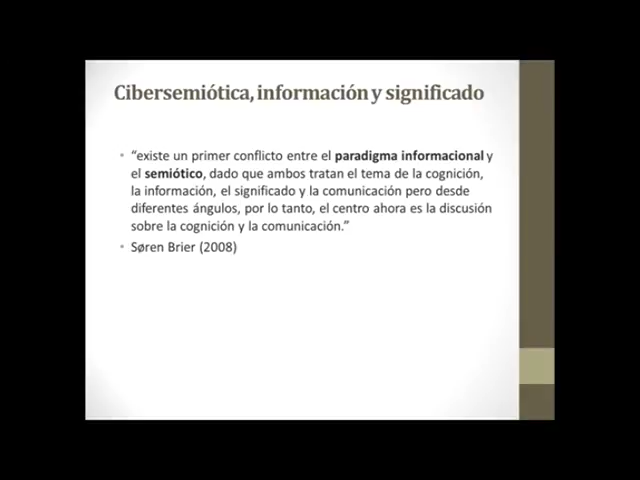 Cibersemiótica, información y significado
• “existe un primer conflicto entre el paradigma informacional y
el semiótico, dado que ambos tratan el tema de la cognición,
la información, el significado y la comunicación pero desde
diferentes ángulos, por lo tanto, el centro ahora es la discusión
sobre la cognición y la comunicación.”
• Søren Brier (2008)